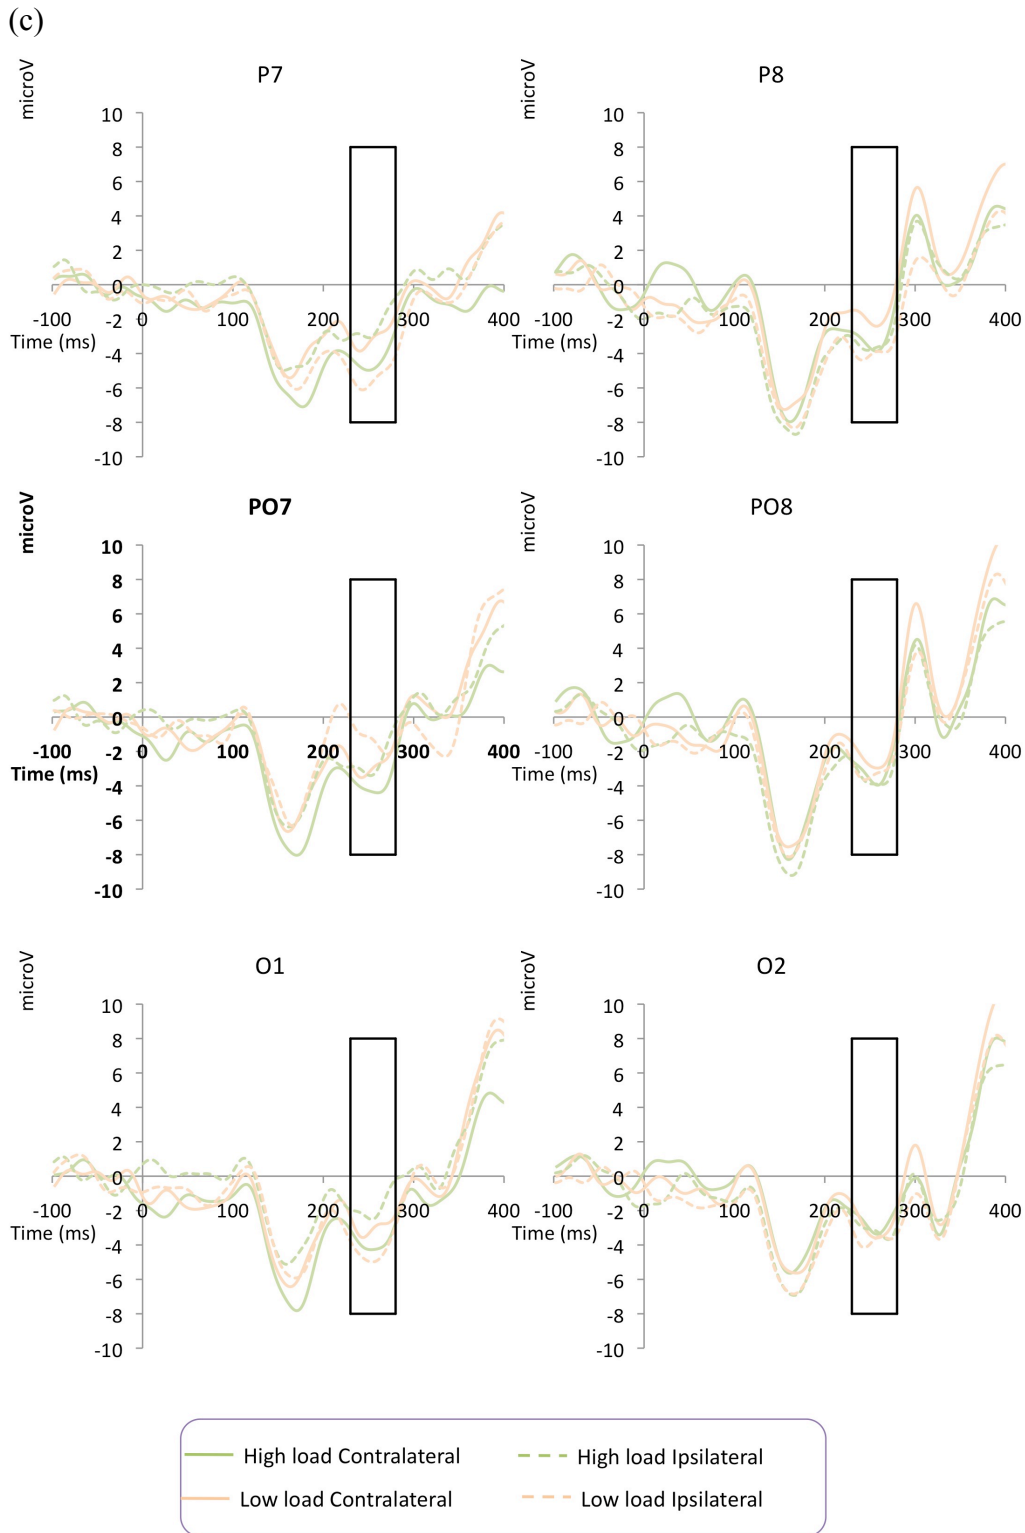 (c)
microV
P7
10
8
6
4
2
0
-2
-4
-6
-8
-10
-100 0 100 200 300 400
Time (ms)
microV
P8
10
8
6
4
2
0
-2
-4
-6
-8
-10
-100 0 100 200 300 400
Time (ms)
microV
PO7
10
8
6
4
2
0
-2
-4
-6
-8
-10
-100 0 100 200 300 400
Time (ms)
microV
PO8
10
8
6
4
2
0
-2
-4
-6
-8
-10
-100 0 100 200 300 400
Time (ms)
microV
O1
10
8
6
4
2
0
-2
-4
-6
-8
-10
-100 0 100 200 300 400
Time (ms)
microV
O2
10
8
6
4
2
0
-2
-4
-6
-8
-10
-100 0 100 200 300 400
Time (ms)
High load Contralateral
High load Ipsilateral
Low load Contralateral
Low load Ipsilateral